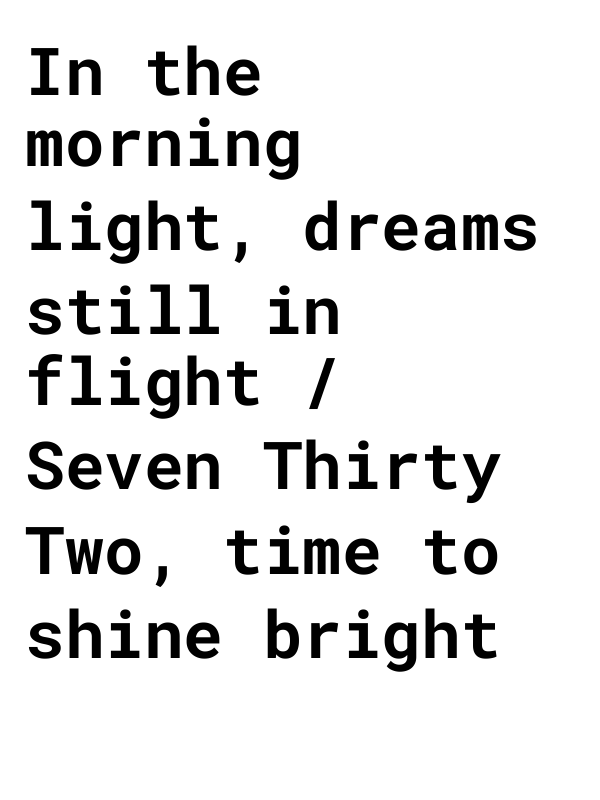 In the
morning
light, dreams
still in
flight /
Seven Thirty
Two, time to
shine bright